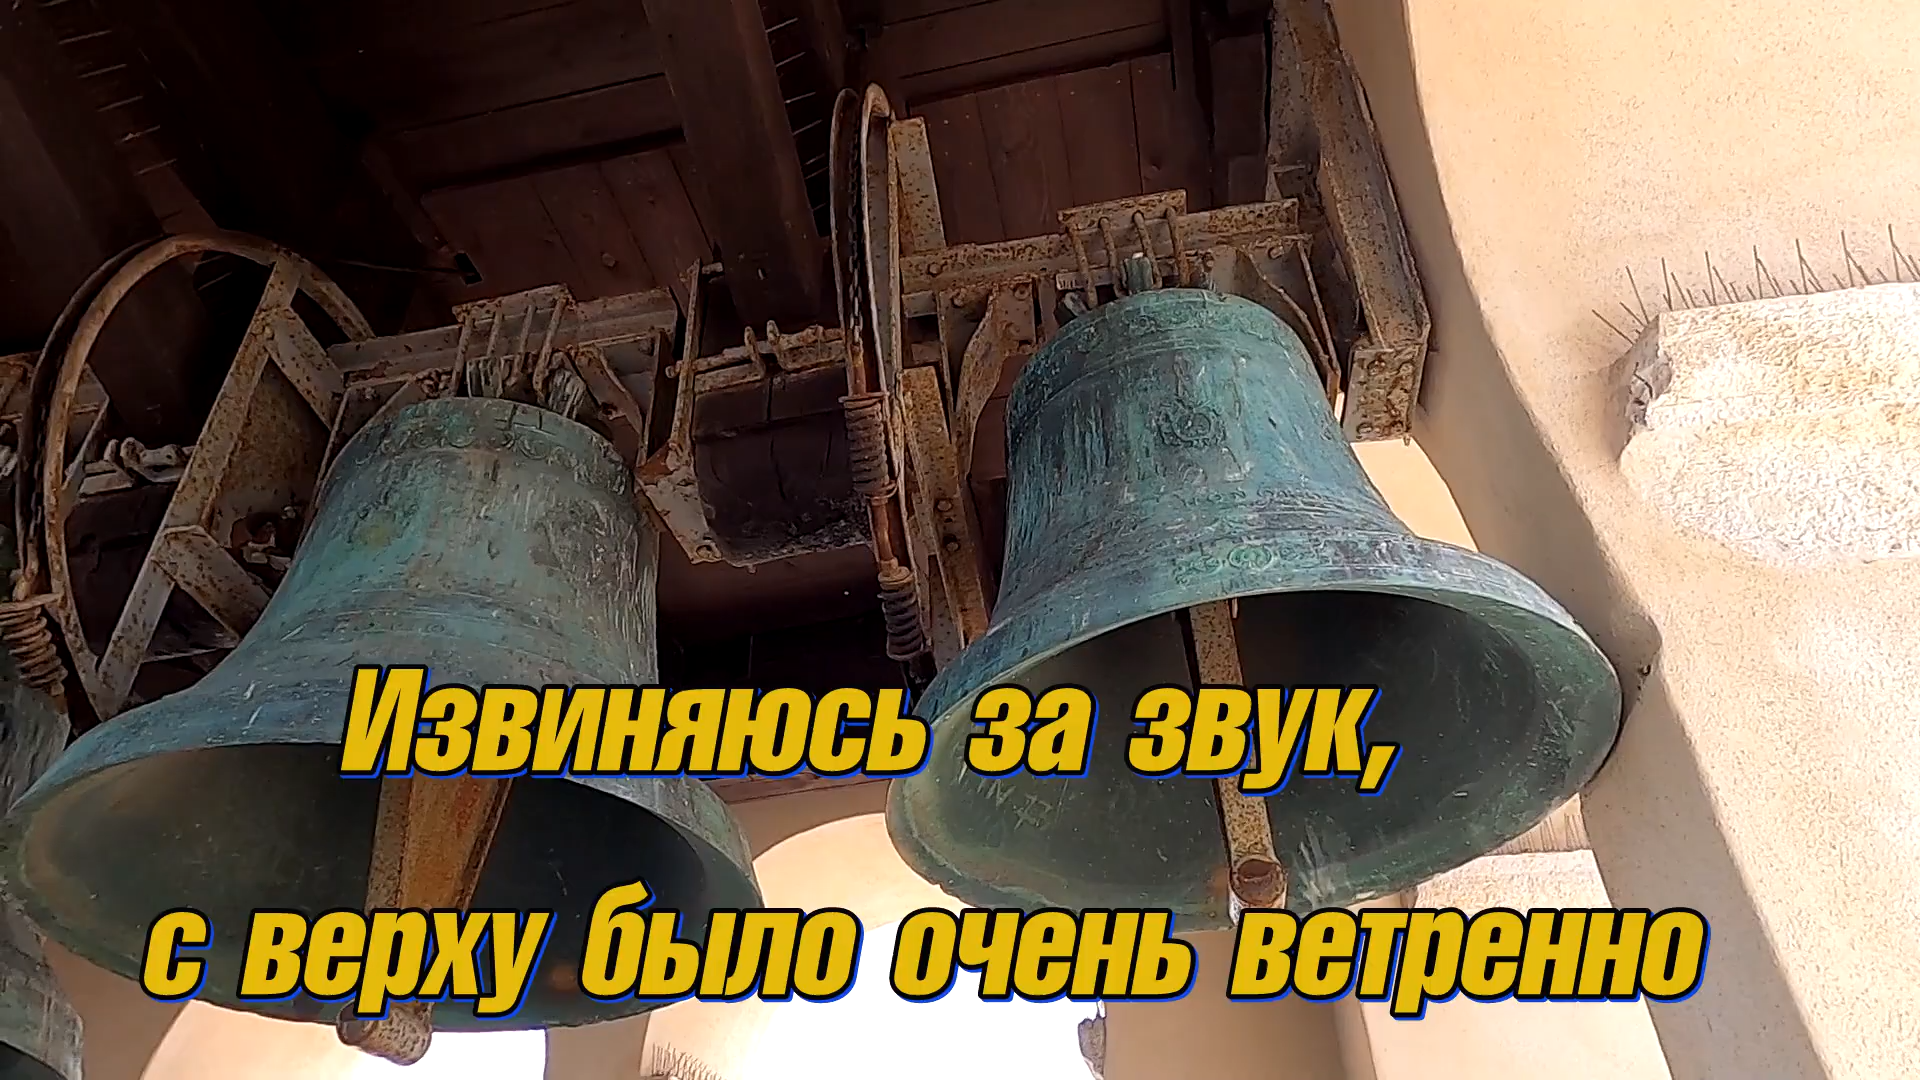 Извиняюсь за звук,
с верху было очень ветренно